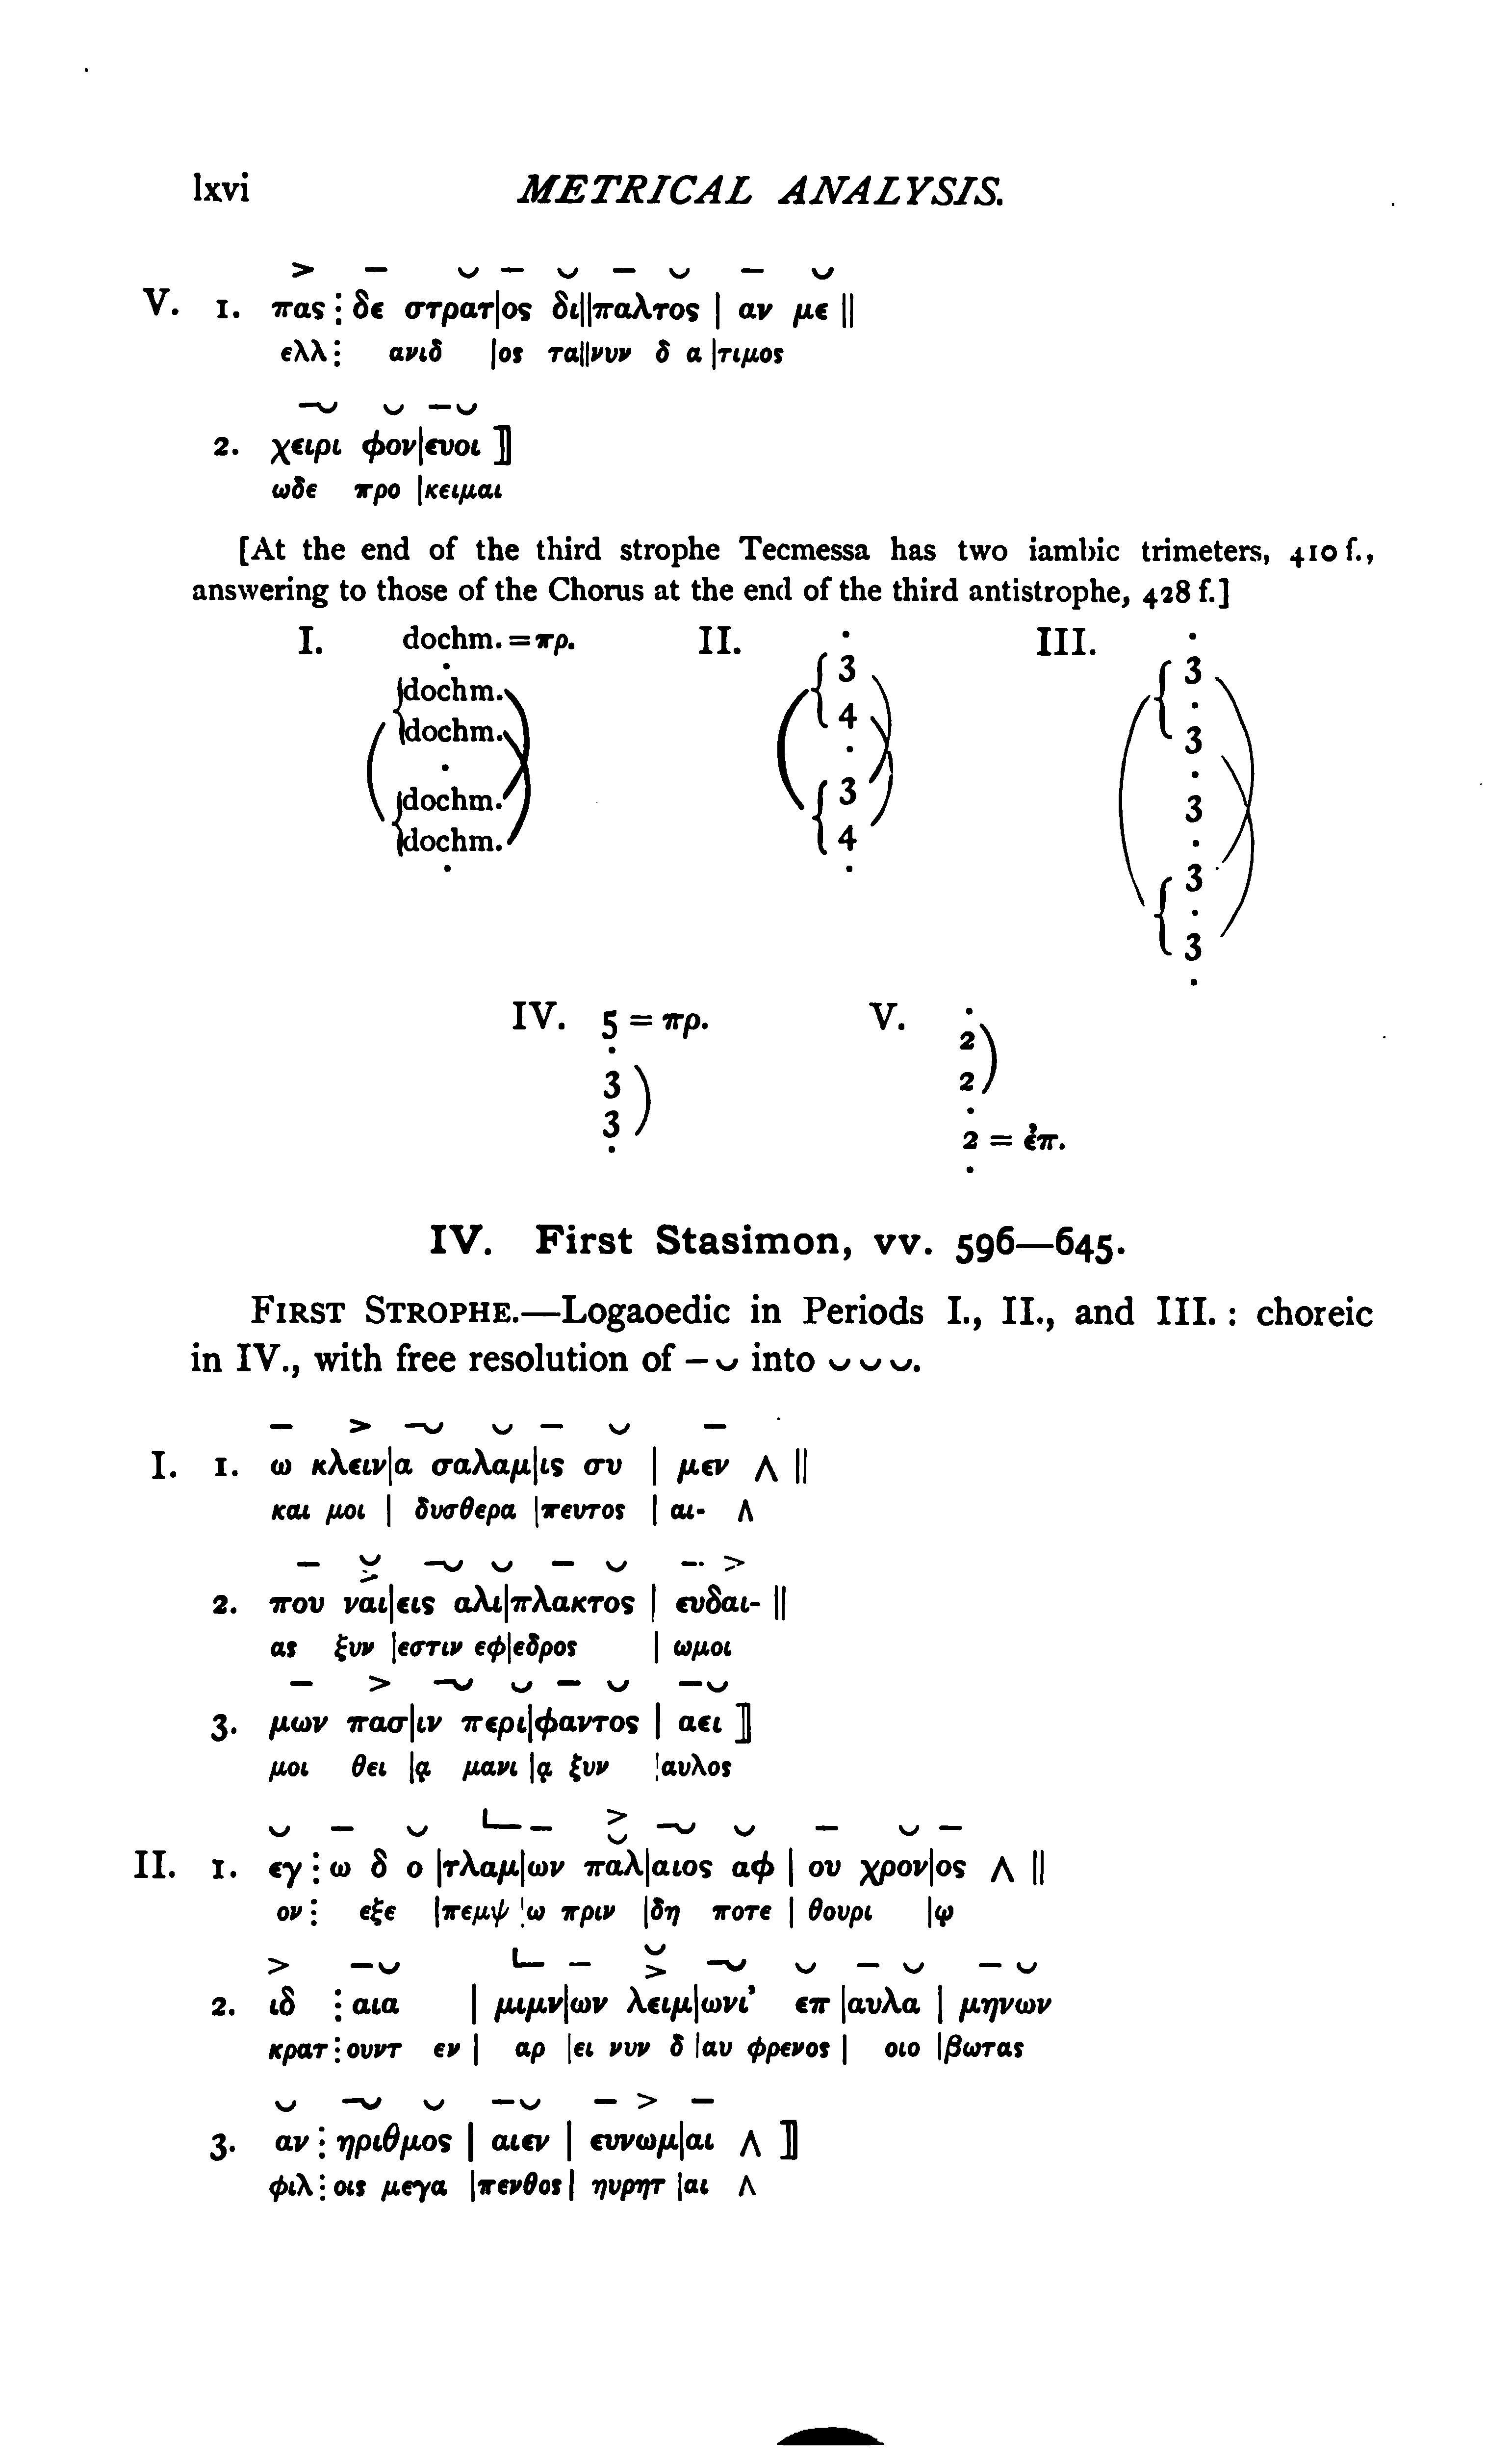 lxvi METRICAL ANALYSIS.
> – ⏑ – ⏑ – ⏑ – ⏑
V. 1. πας ⋮ δε στρατ|ος δι||παλτος | αν με ||
ελλ ⋮ ανιδ |ος τα||νυν δ α |τιμος
–⏑ ⏑ –⏑
2. χειρι φον|ευοι ]]
ωδε προ |κειμαι
[At the end of the third strophe Tecmessa has two iambic trimeters, 410 f.,
answering to those of the Chorus at the end of the third antistrophe, 428 f.]
I. dochm. = πρ. II. · III. ·
·
dochm. 3 3
dochm. 4 ·
· · 3
dochm. 3 ·
dochm. 4 3
· · ·
3
·
3
·
IV. 5 = πρ. V. ·
· 2
3 2
3 ·
· 2 = ἐπ.
·
IV. First Stasimon, vv. 596—645.
FIRST STROPHE.—Logaoedic in Periods I., II., and III. : choreic
in IV., with free resolution of – ⏑ into ⏑ ⏑ ⏑.
– > –⏑ ⏑ – ⏑ –
I. 1. ω κλειν|α σαλαμ|ις συ | μεν ∧ ||
και μοι | δυσθερα |πευτος | αι- ∧
– ⏑ –⏑ ⏑ – ⏑ – >
>
2. που ναι|εις αλι|πλακτος | ευδαι- ||
ας ξυν |εστιν εφ|εδρος | ωμοι
– > –⏑ ⏑ – ⏑ –⏑
3. μων πασ|ιν περι|φαντος | αει ]]
μοι θει |ᾳ μανι |ᾳ ξυν |αυλος
⏑ – ⏑ ∟– > –⏑ ⏑ – ⏑ –
⏑
II. 1. εγ ⋮ ω δ ο |τλαμ|ων παλ|αιος αφ | ου χρον|ος ∧ ||
ον ⋮ εξε |πεμψ |ω πριν |δη ποτε | θουρι |ῳ
> –⏑ ∟ – ⏑ –⏑ ⏑ – ⏑ – ⏑
>
2. ιδ ⋮ αια | μιμν|ων λειμ|ωνι’ επ |αυλα | μηνων
κρατ ⋮ ουντ εν | αρ |ει νυν δ |αυ φρενος | οιο |βωτας
⏑ –⏑ ⏑ –⏑ – > –
3. αν ⋮ ηριθμος | αιεν | ευνωμ|αι ∧ ]]
φιλ ⋮ οις μεγα |πενθος | ηυρητ |αι ∧